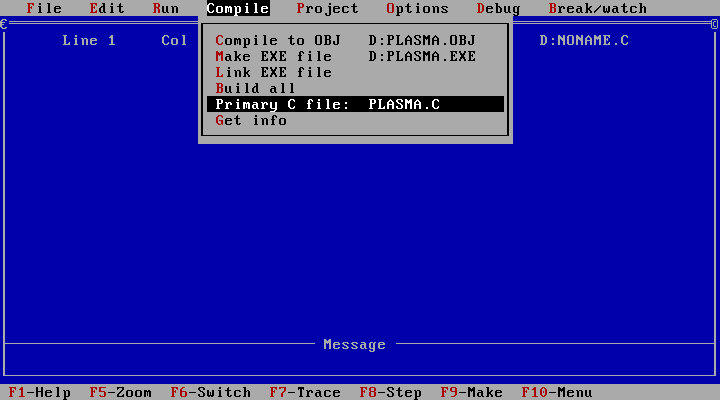 File Edit Run Compile Project Options Debug Break/watch
Line 1 Col D:NONAME.C
Compile to OBJ D:PLASMA.OBJ
Make EXE file D:PLASMA.EXE
Link EXE file
Build all
Primary C file: PLASMA.C
Get info
Message
F1-Help F5-Zoom F6-Switch F7-Trace F8-Step F9-Make F10-Menu